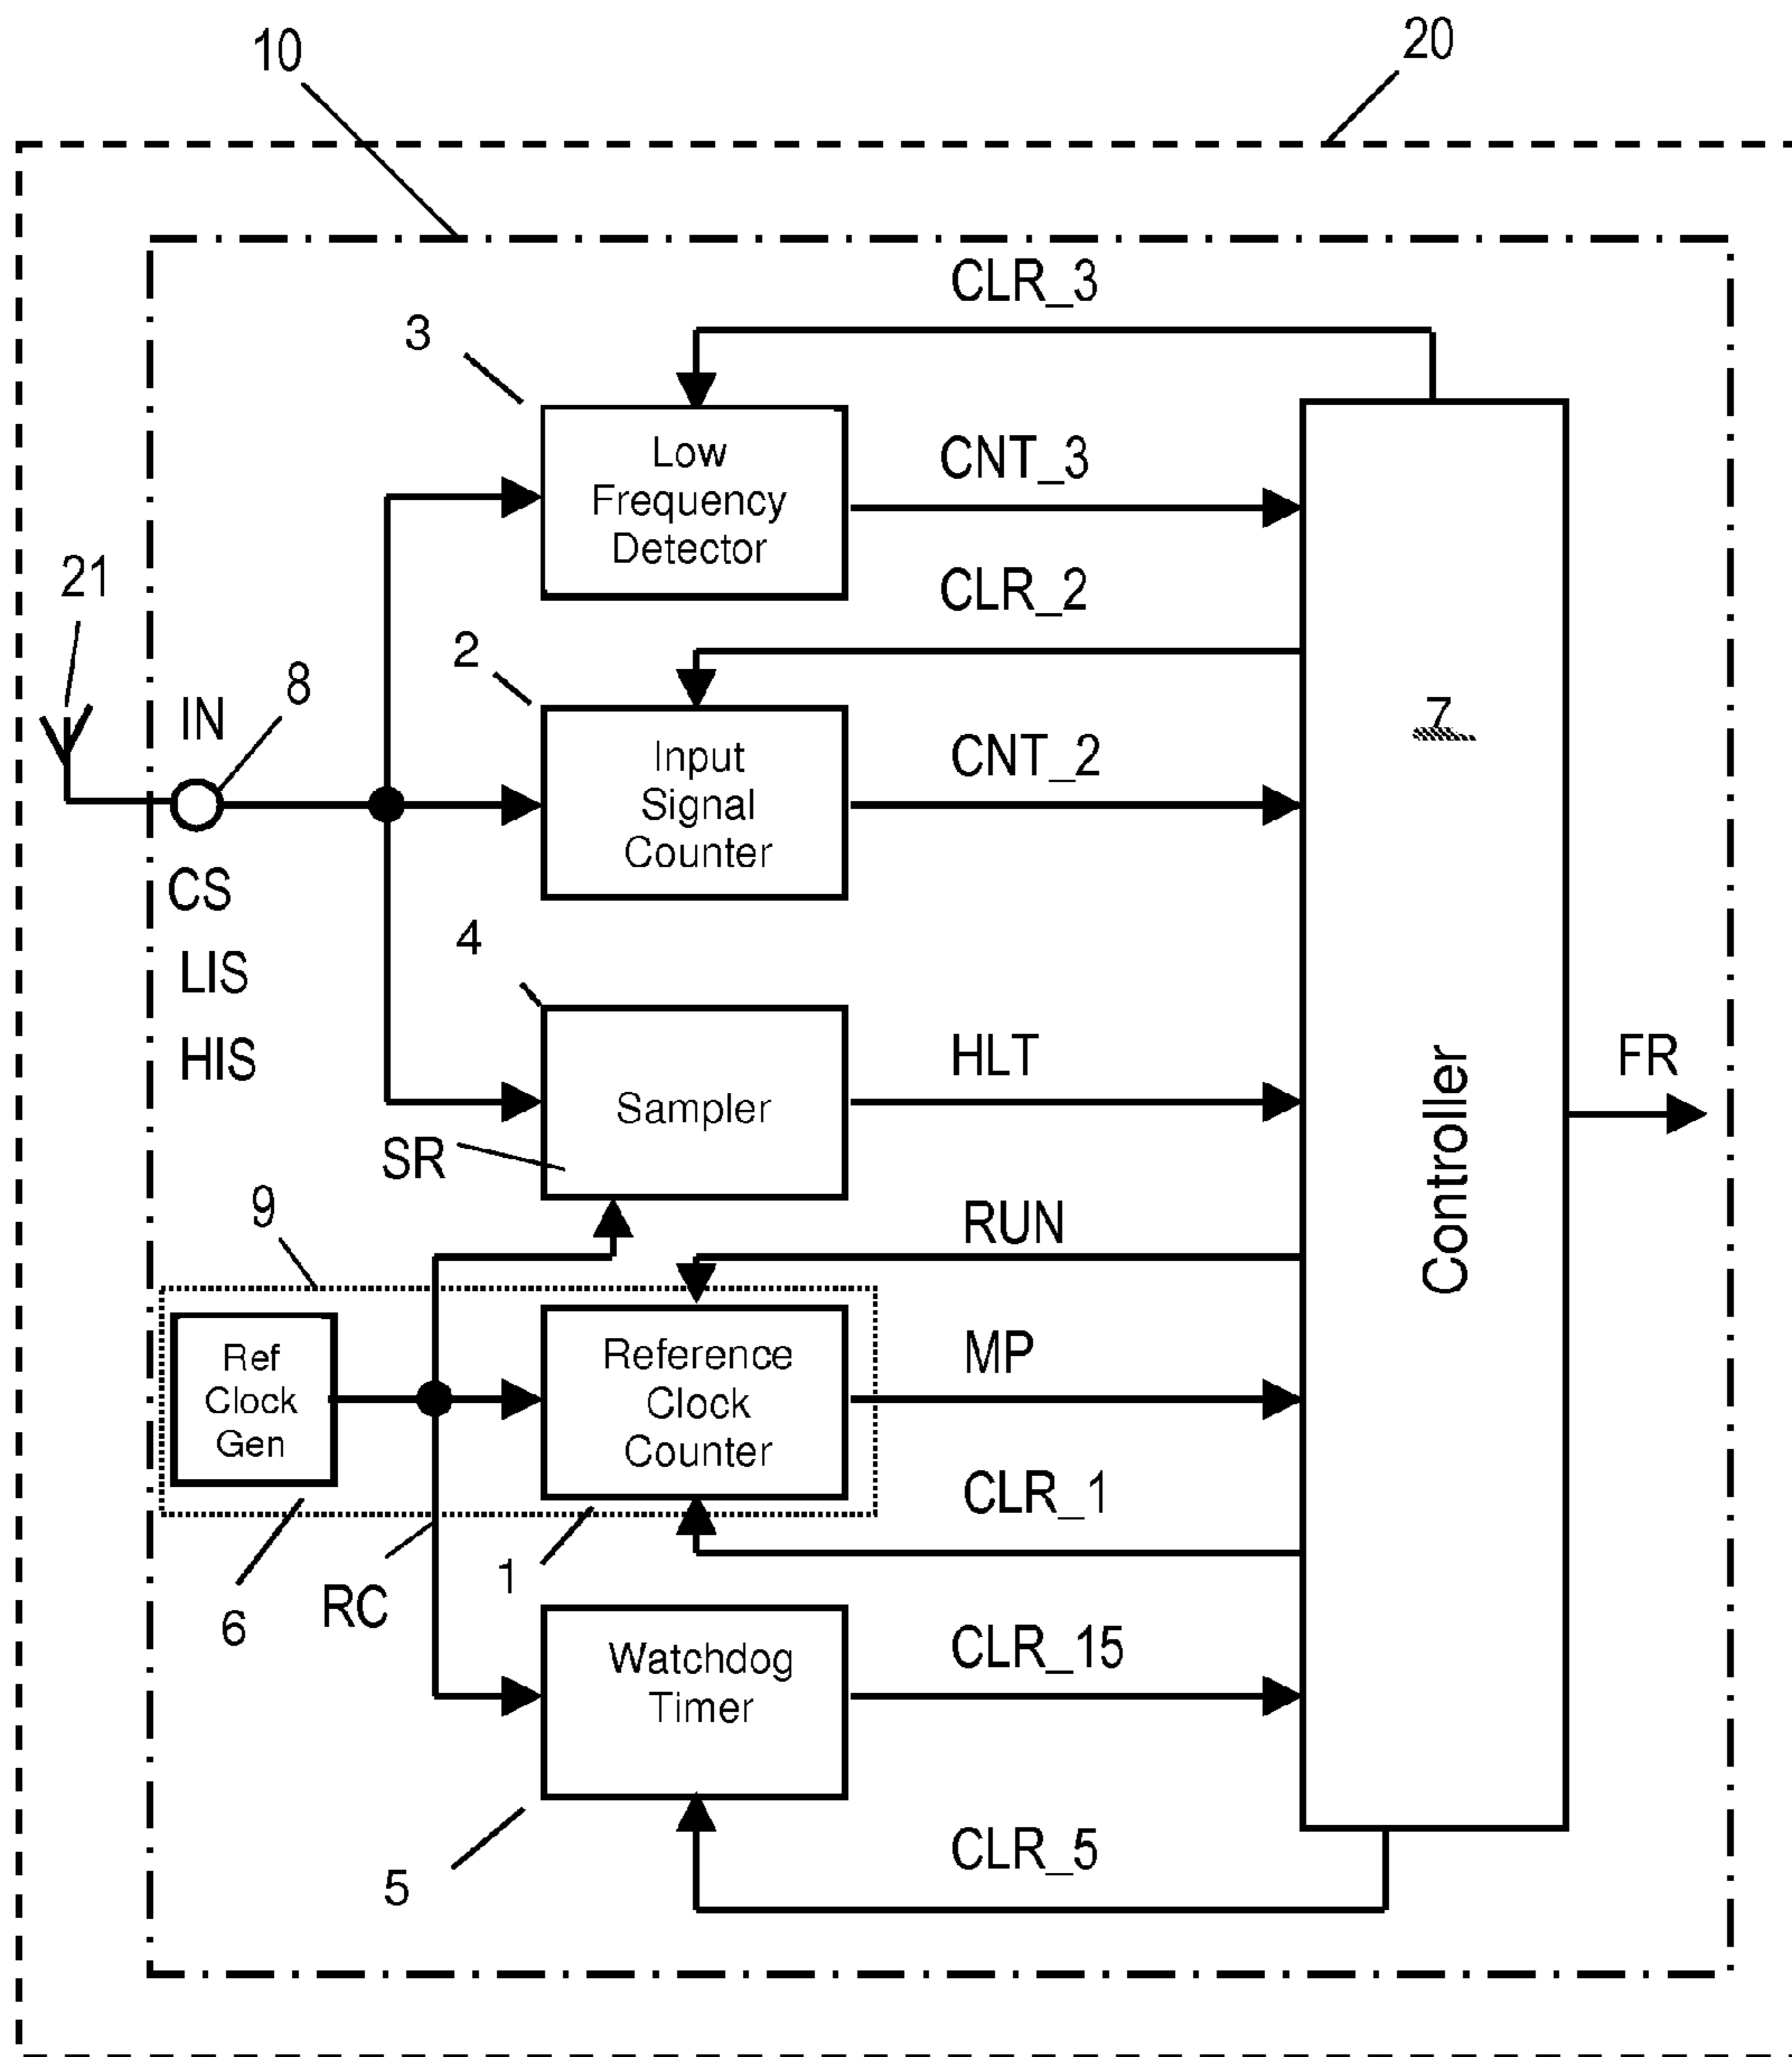 10
20
CLR_3
3
Low
Frequency
Detector
CNT_3
CLR_2
21
2
8
IN
Input
Signal
Counter
CNT_2
7
CS
LIS
HIS
4
Sampler
HLT
SR
FR
Controller
9
RUN
Ref
Clock
Gen
Reference
Clock
Counter
MP
CLR_1
6
RC
1
Watchdog
Timer
CLR_15
5
CLR_5